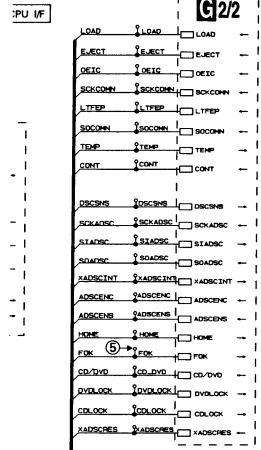 CPU I/F
G 2/2
LOAD LOAD LOAD
EJECT EJECT EJECT
OEIC OEIC OEIC
SCKCOMN SCKCOMN SCKCOMN
LTFEP LTFEP LTFEP
SOCOMN SOCOMN SOCOMN
TEMP TEMP TEMP
CONT CONT CONT
DSCSNS DSCSNS DSCSNS
SCKADSC SCKADSC SCKADSC
SIADSC SIADSC SIADSC
SOADSC SOADSC SOADSC
XADSCINT XADSCINT XADSCINT
ADSCENC ADSCENC ADSCENC
ADSCENS ADSCENS ADSCENS
HOME HOME HOME
FOK ⑤ FOK FOK
CD/DVD CD_DVD CD/DVD
DVDLOCK DVDLOCK DVDLOCK
CDLOCK CDLOCK CDLOCK
XADSCRES XADSCRES XADSCRES